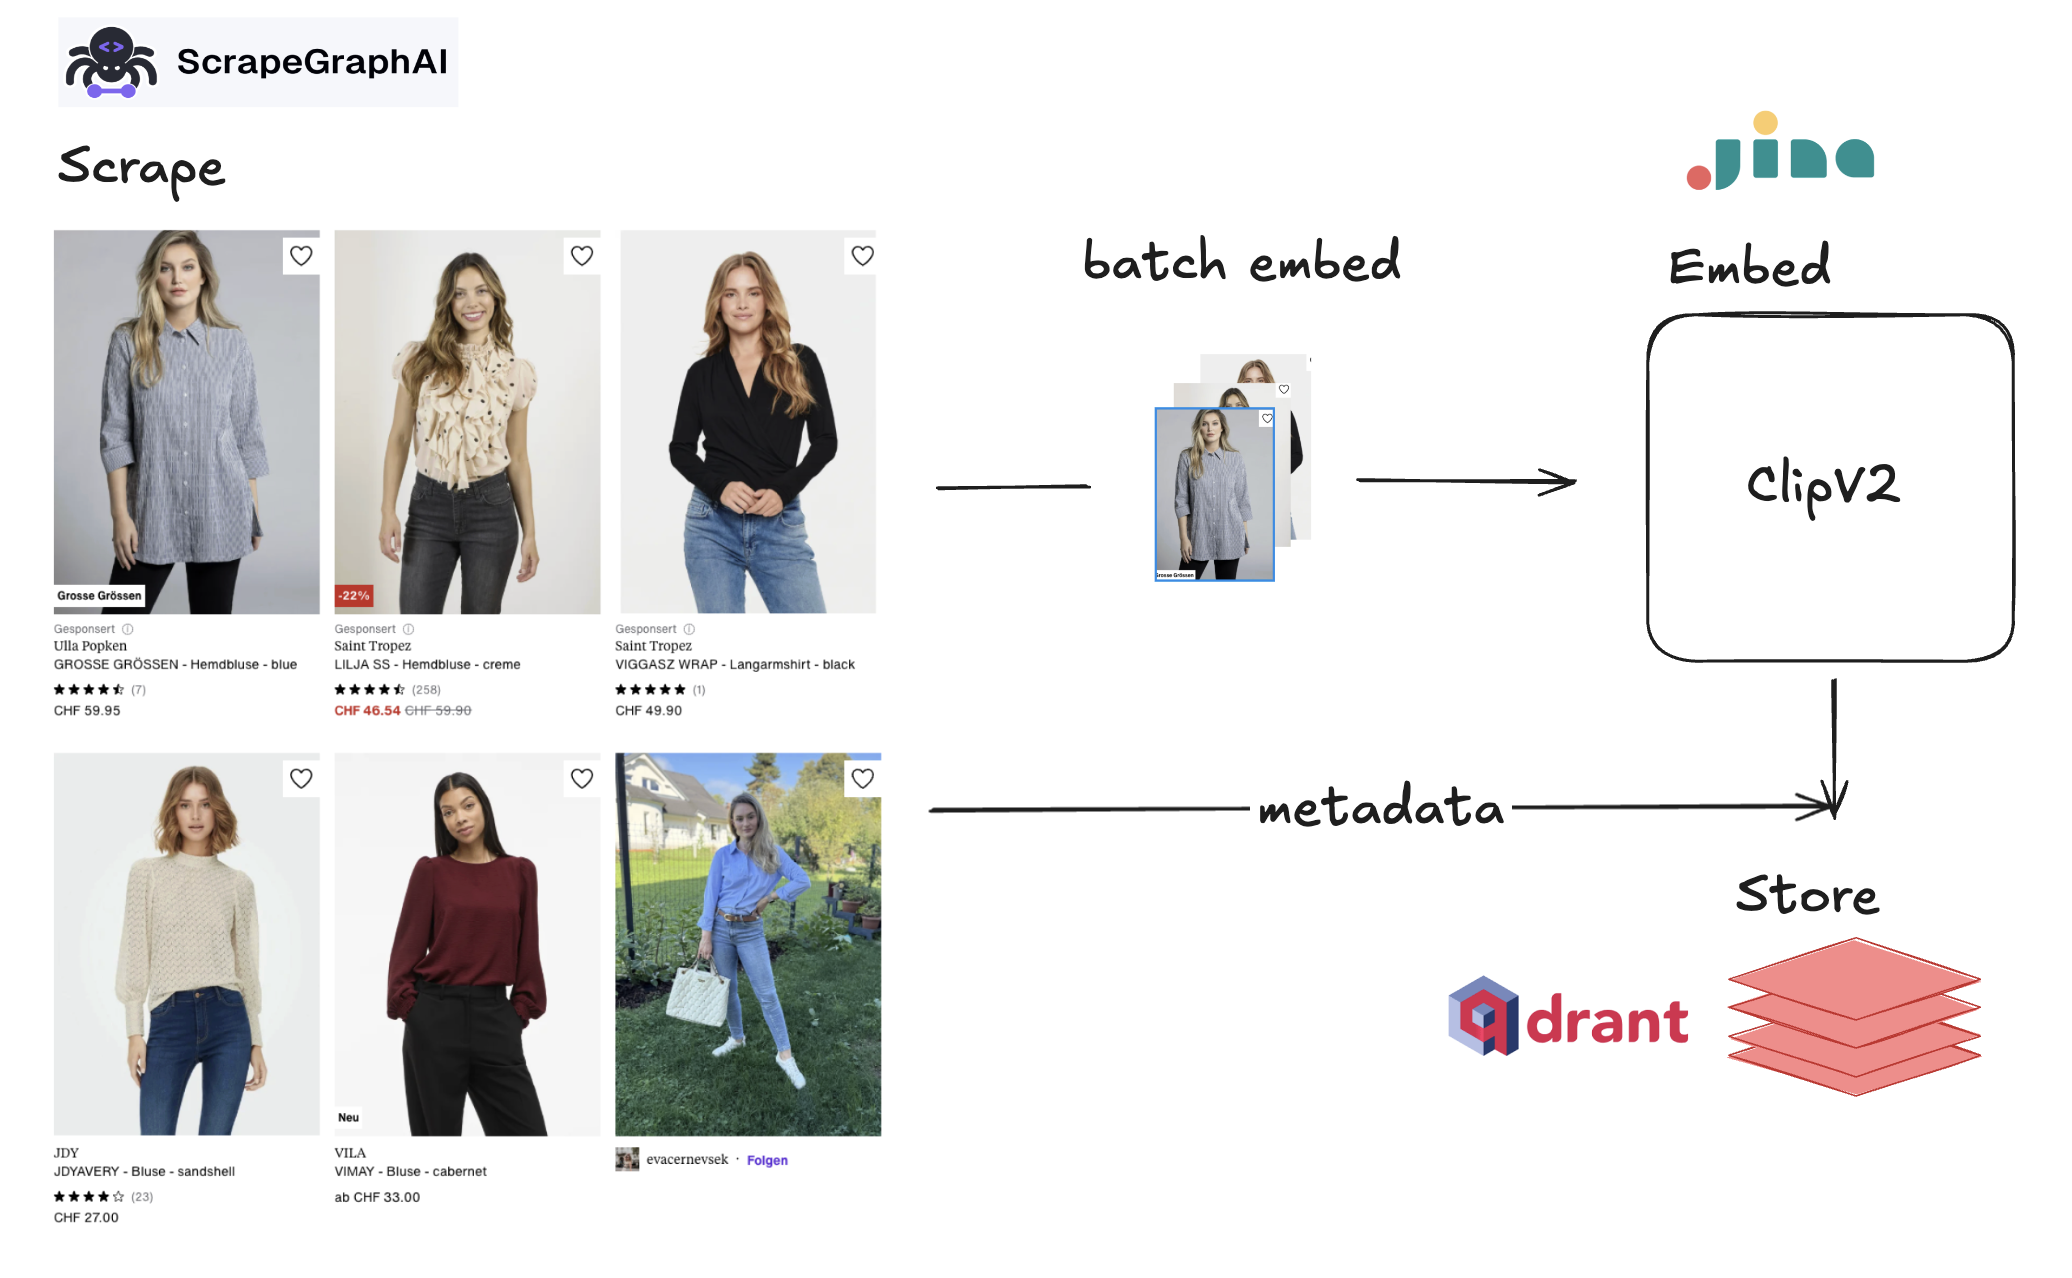 ScrapeGraphAI
Scrape
Grosse Grössen
Gesponsert
Ulla Popken
GROSSE GRÖSSEN - Hemdbluse - blue
(7)
CHF 59.95
-22%
Gesponsert
Saint Tropez
LILJA SS - Hemdbluse - creme
(258)
CHF 46.54 CHF 59.90
Gesponsert
Saint Tropez
VIGGASZ WRAP - Langarmshirt - black
(1)
CHF 49.90
JDY
JDYAVERY - Bluse - sandshell
(23)
CHF 27.00
Neu
VILA
VIMAY - Bluse - cabernet
ab CHF 33.00
evacernevsek · Folgen
batch embed
Grosse Grössen
metadata
Jina
Embed
ClipV2
Store
qdrant